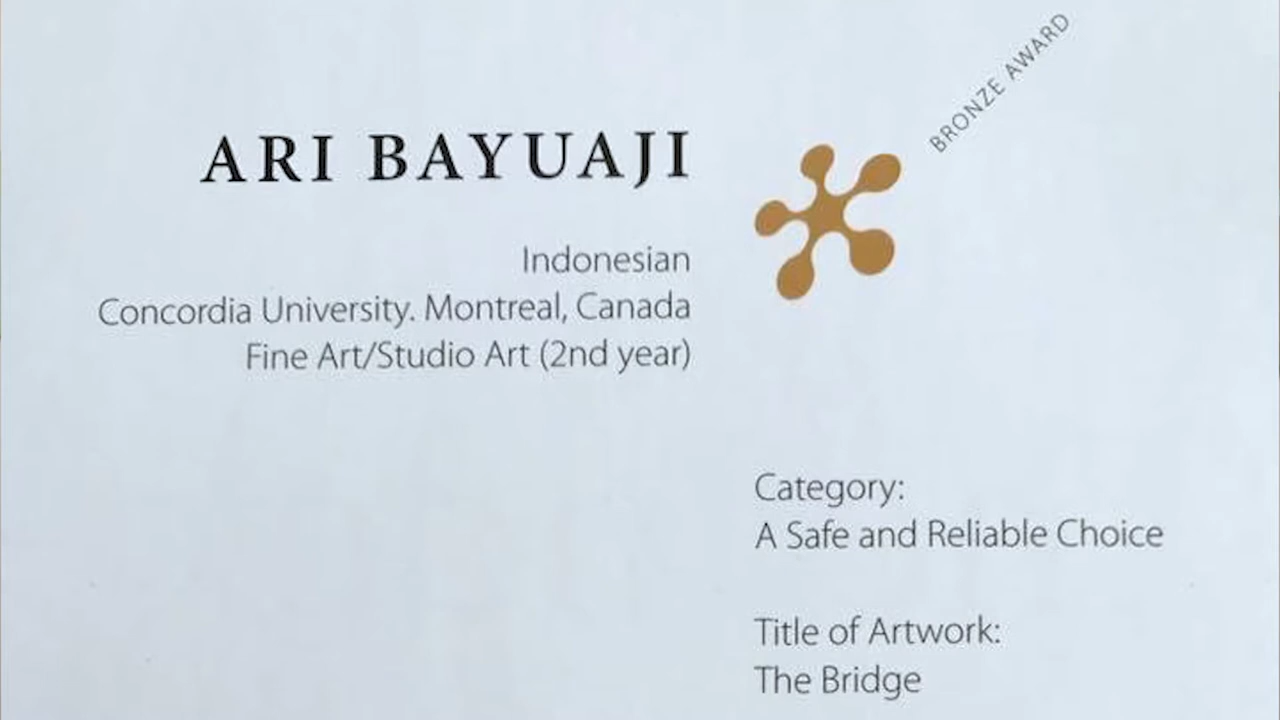 BRONZE AWARD
ARI BAYUAJI
Indonesian
Concordia University. Montreal, Canada
Fine Art/Studio Art (2nd year)
Category:
A Safe and Reliable Choice
Title of Artwork:
The Bridge